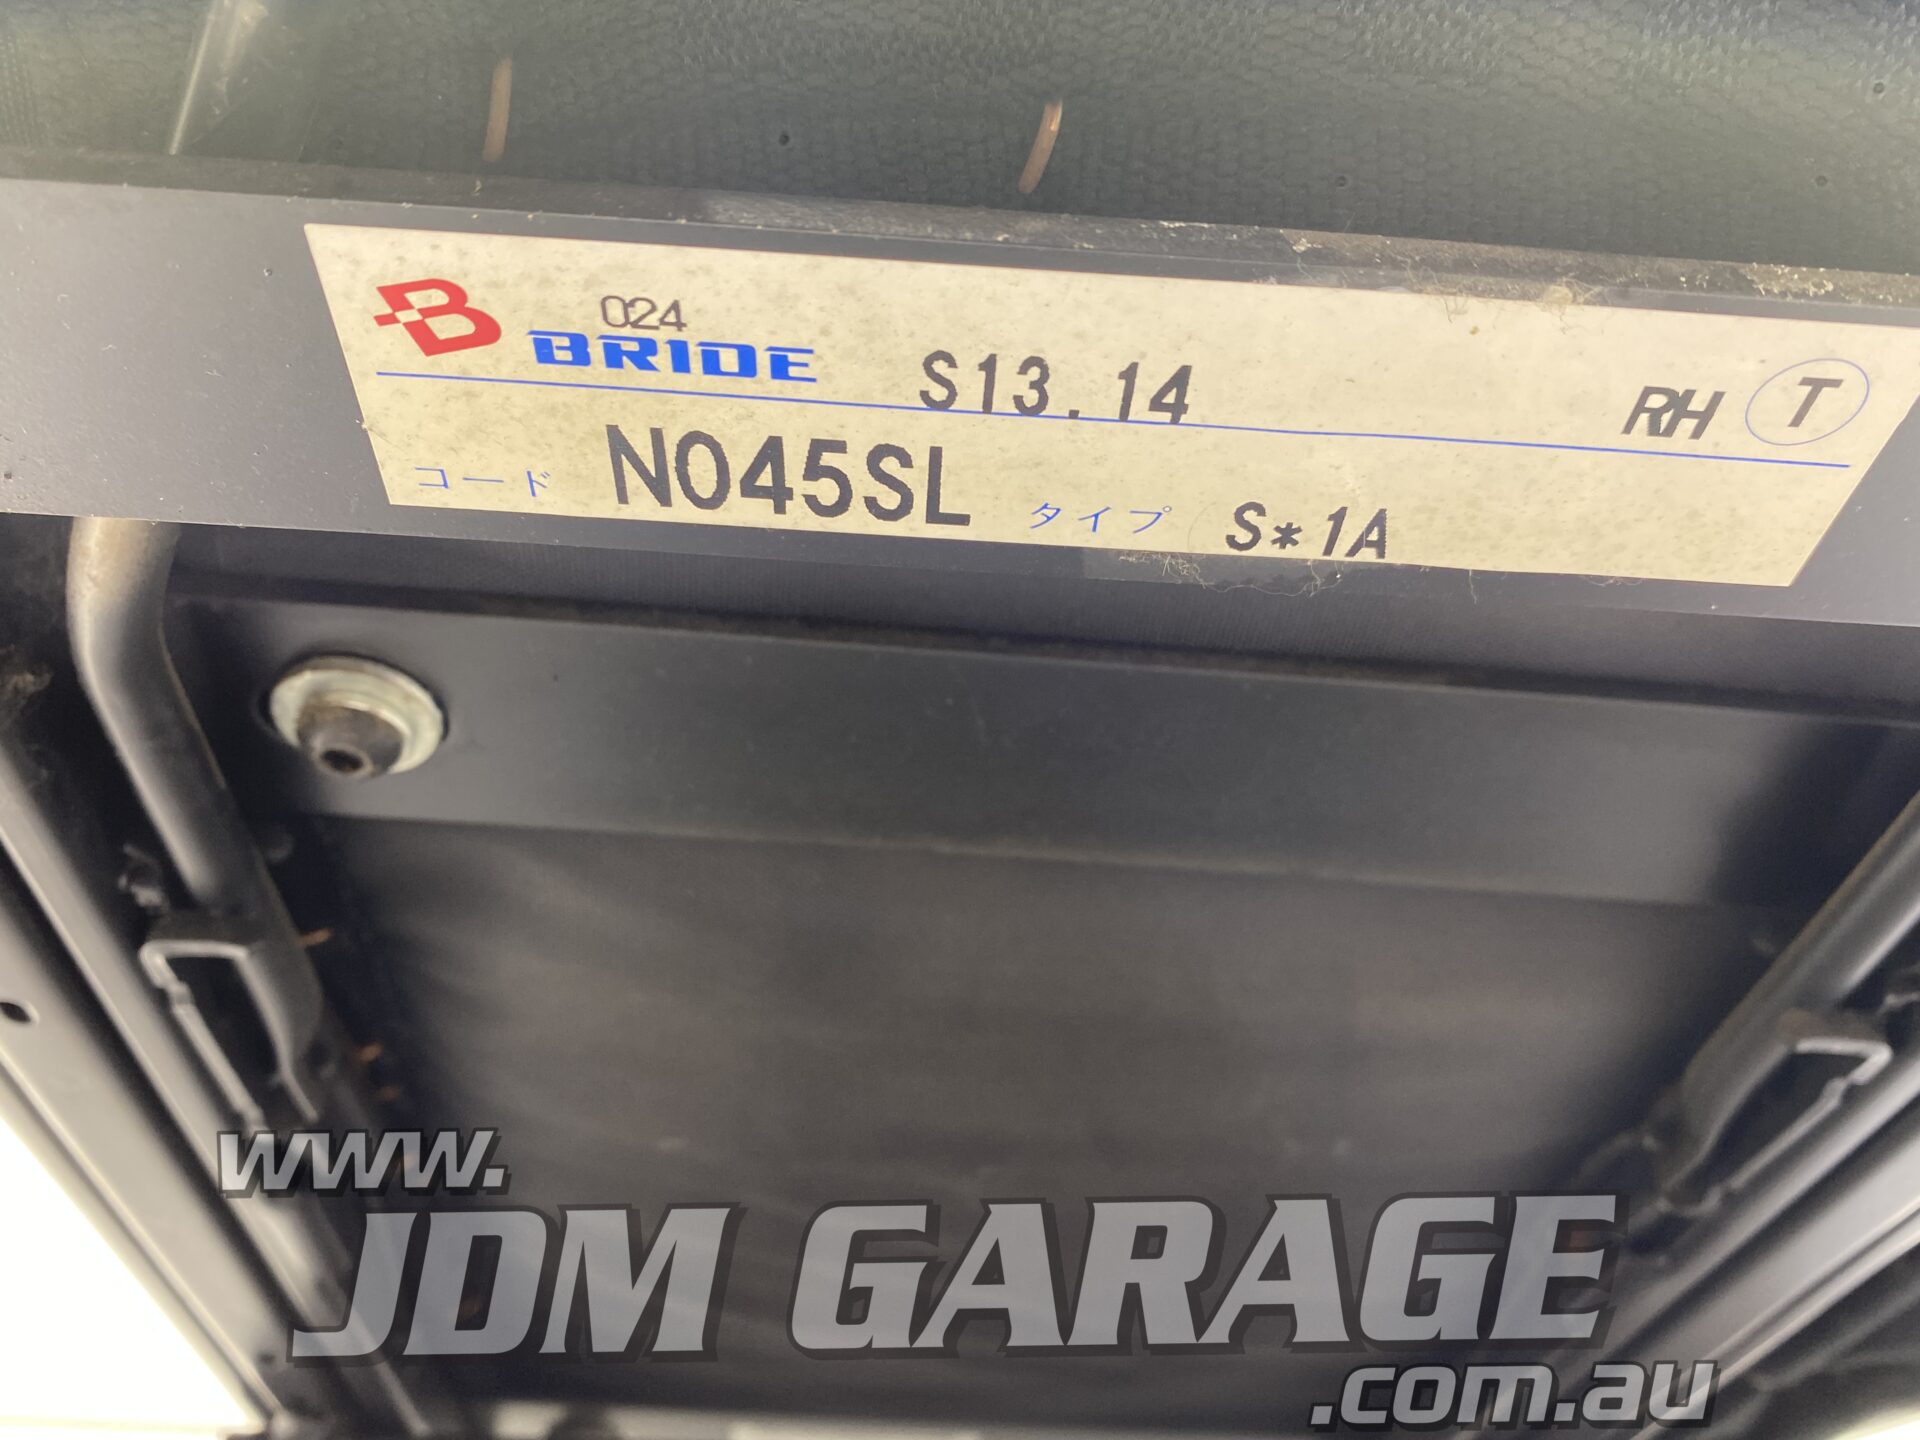 B 024
BRIDE S13.14 RH T
コード N045SL タイプ S*1A
www.
JDM GARAGE
.com.au